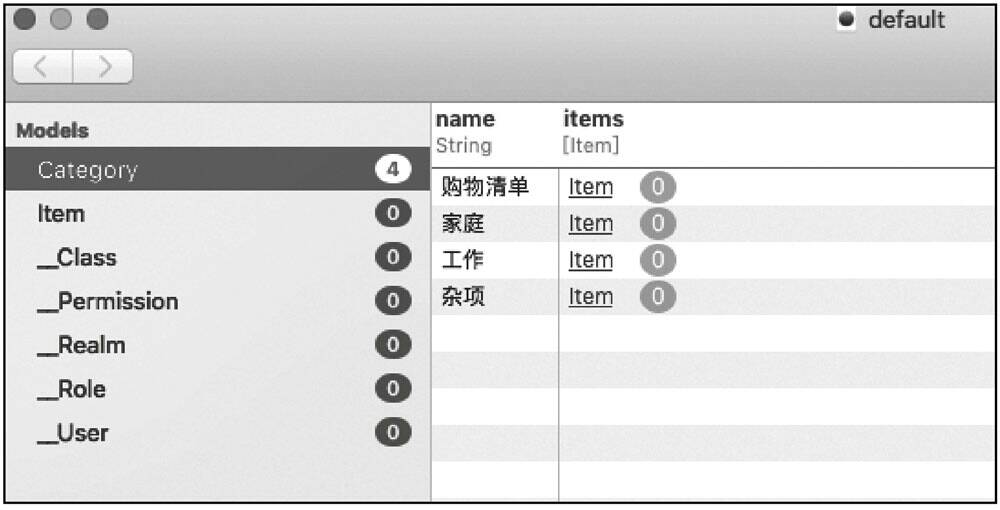 default
Models
Category 4
Item 0
__Class 0
__Permission 0
__Realm 0
__Role 0
__User 0
name items
String [Item]
购物清单 Item 0
家庭 Item 0
工作 Item 0
杂项 Item 0